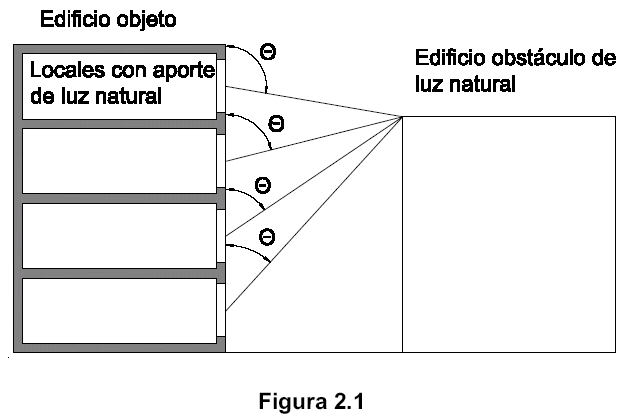 Edificio objeto
Locales con aporte
de luz natural
Edificio obstáculo de
luz natural
Θ
Θ
Θ
Θ
Figura 2.1